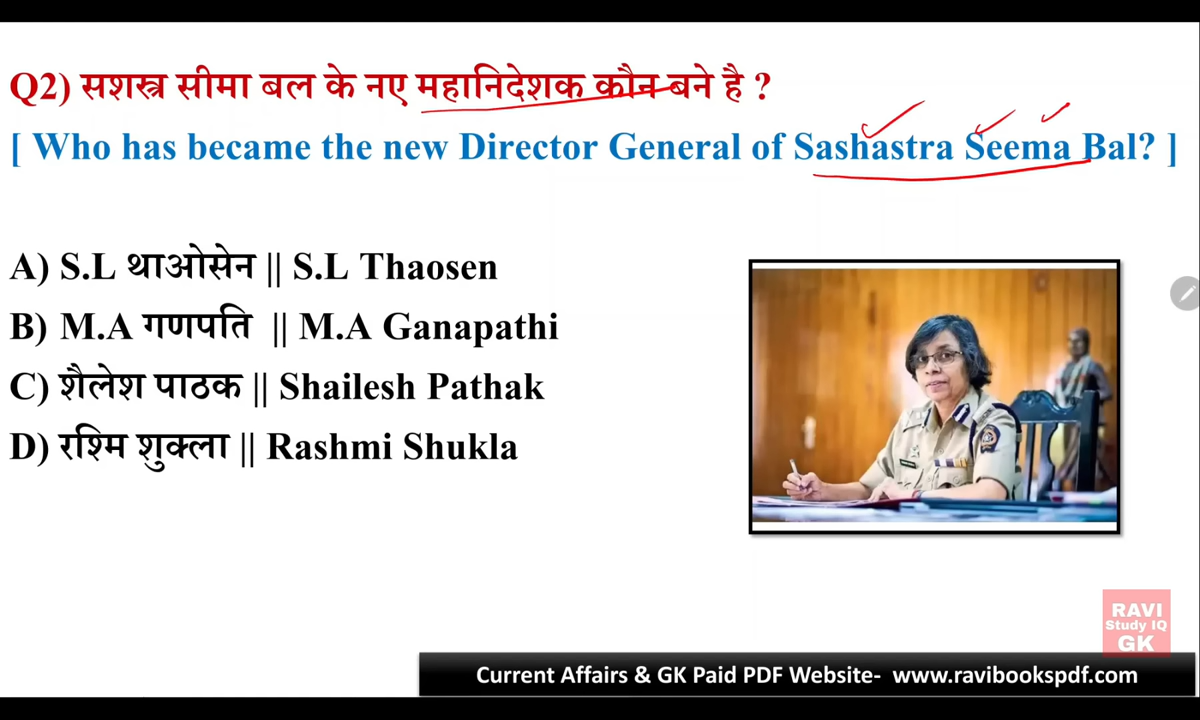 Q2) सशस्त्र सीमा बल के नए महानिदेशक कौन बने है ?
[ Who has became the new Director General of Sashastra Seema Bal? ]
A) S.L थाओसेन || S.L Thaosen
B) M.A गणपति || M.A Ganapathi
C) शैलेश पाठक || Shailesh Pathak
D) रश्मि शुक्ला || Rashmi Shukla
RAVI
Study IQ
GK
Current Affairs & GK Paid PDF Website- www.ravibookspdf.com